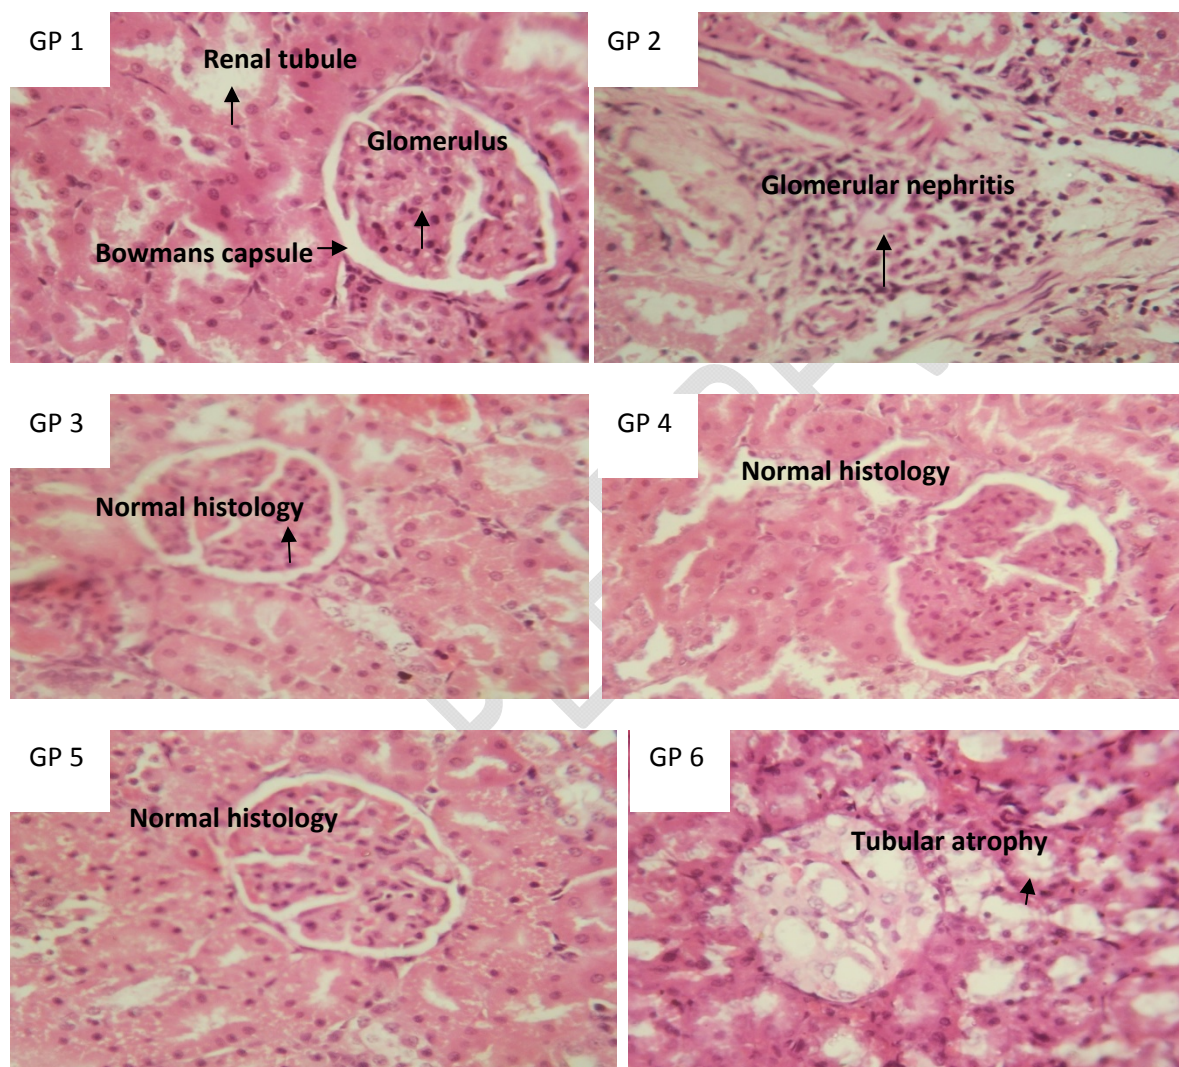 GP 1
Renal tubule
Glomerulus
Bowmans capsule
GP 2
Glomerular nephritis
GP 3
Normal histology
GP 4
Normal histology
GP 5
Normal histology
GP 6
Tubular atrophy